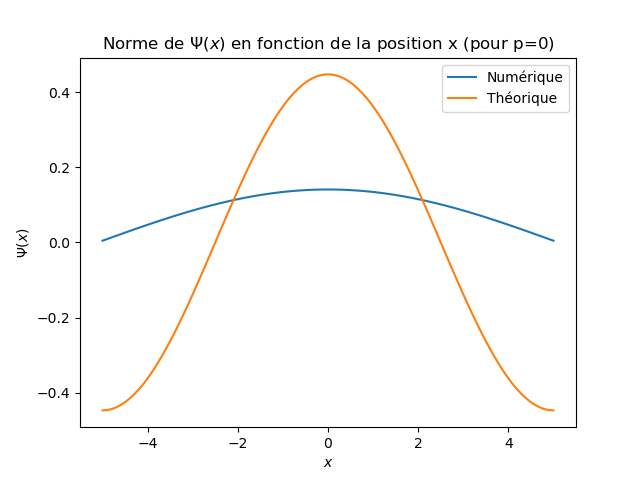 Norme de Ψ(x) en fonction de la position x (pour p=0)
Numérique
Théorique
0.4
0.2
0.0
−0.2
−0.4
Ψ(x)
−4
−2
0
2
4
x